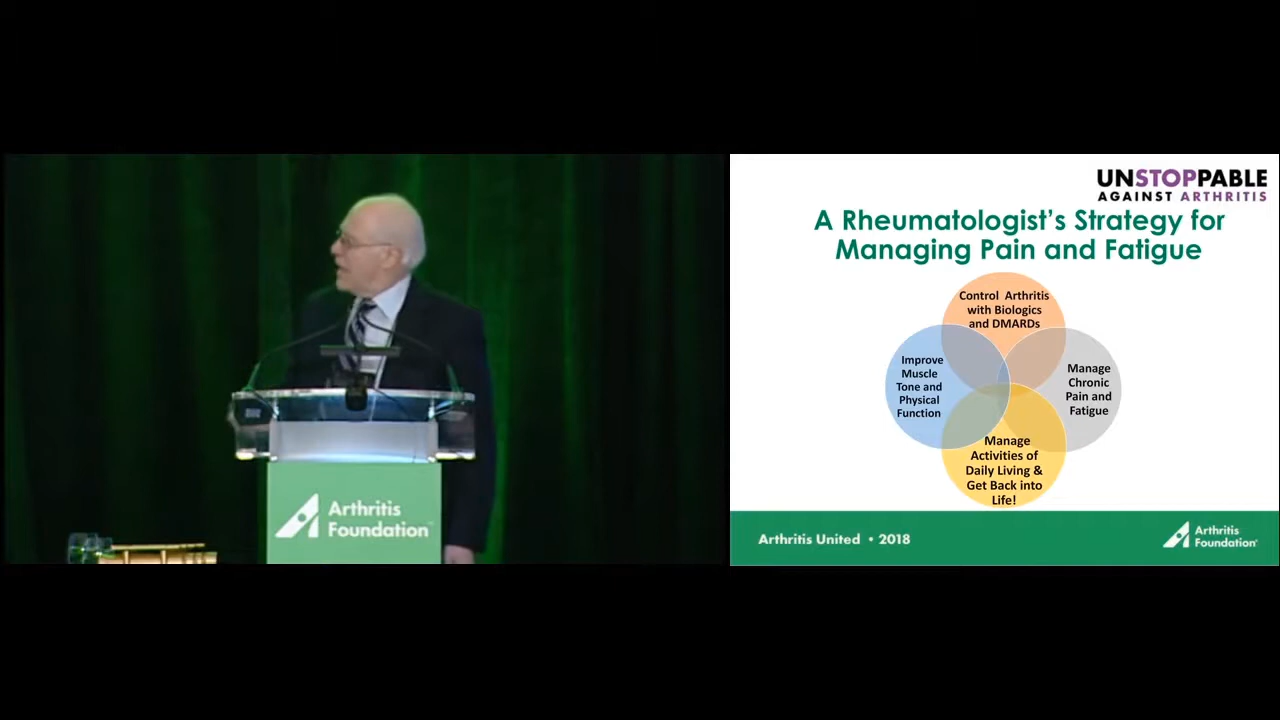 Arthritis
Foundation
UNSTOPPABLE
AGAINST ARTHRITIS
A Rheumatologist's Strategy for
Managing Pain and Fatigue
Control Arthritis
with Biologics
and DMARDs
Improve
Muscle
Tone and
Physical
Function
Manage
Chronic
Pain and
Fatigue
Manage
Activities of
Daily Living &
Get Back into
Life!
Arthritis United • 2018
Arthritis
Foundation